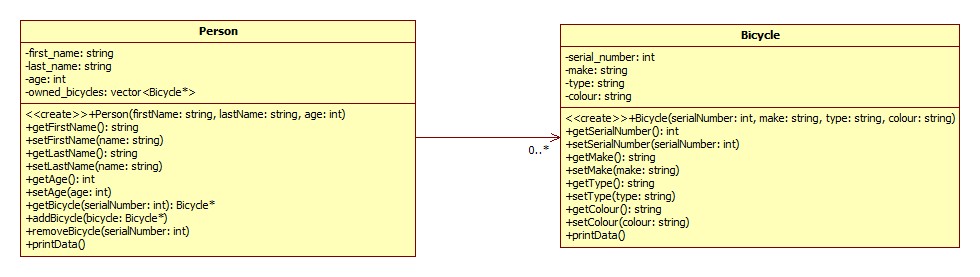 Person
-first_name: string
-last_name: string
-age: int
-owned_bicycles: vector<Bicycle*>
<<create>>+Person(firstName: string, lastName: string, age: int)
+getFirstName(): string
+setFirstName(name: string)
+getLastName(): string
+setLastName(name: string)
+getAge(): int
+setAge(age: int)
+getBicycle(serialNumber: int): Bicycle*
+addBicycle(bicycle: Bicycle*)
+removeBicycle(serialNumber: int)
+printData()
0..*
Bicycle
-serial_number: int
-make: string
-type: string
-colour: string
<<create>>+Bicycle(serialNumber: int, make: string, type: string, colour: string)
+getSerialNumber(): int
+setSerialNumber(serialNumber: int)
+getMake(): string
+setMake(make: string)
+getType(): string
+setType(type: string)
+getColour(): string
+setColour(colour: string)
+printData()